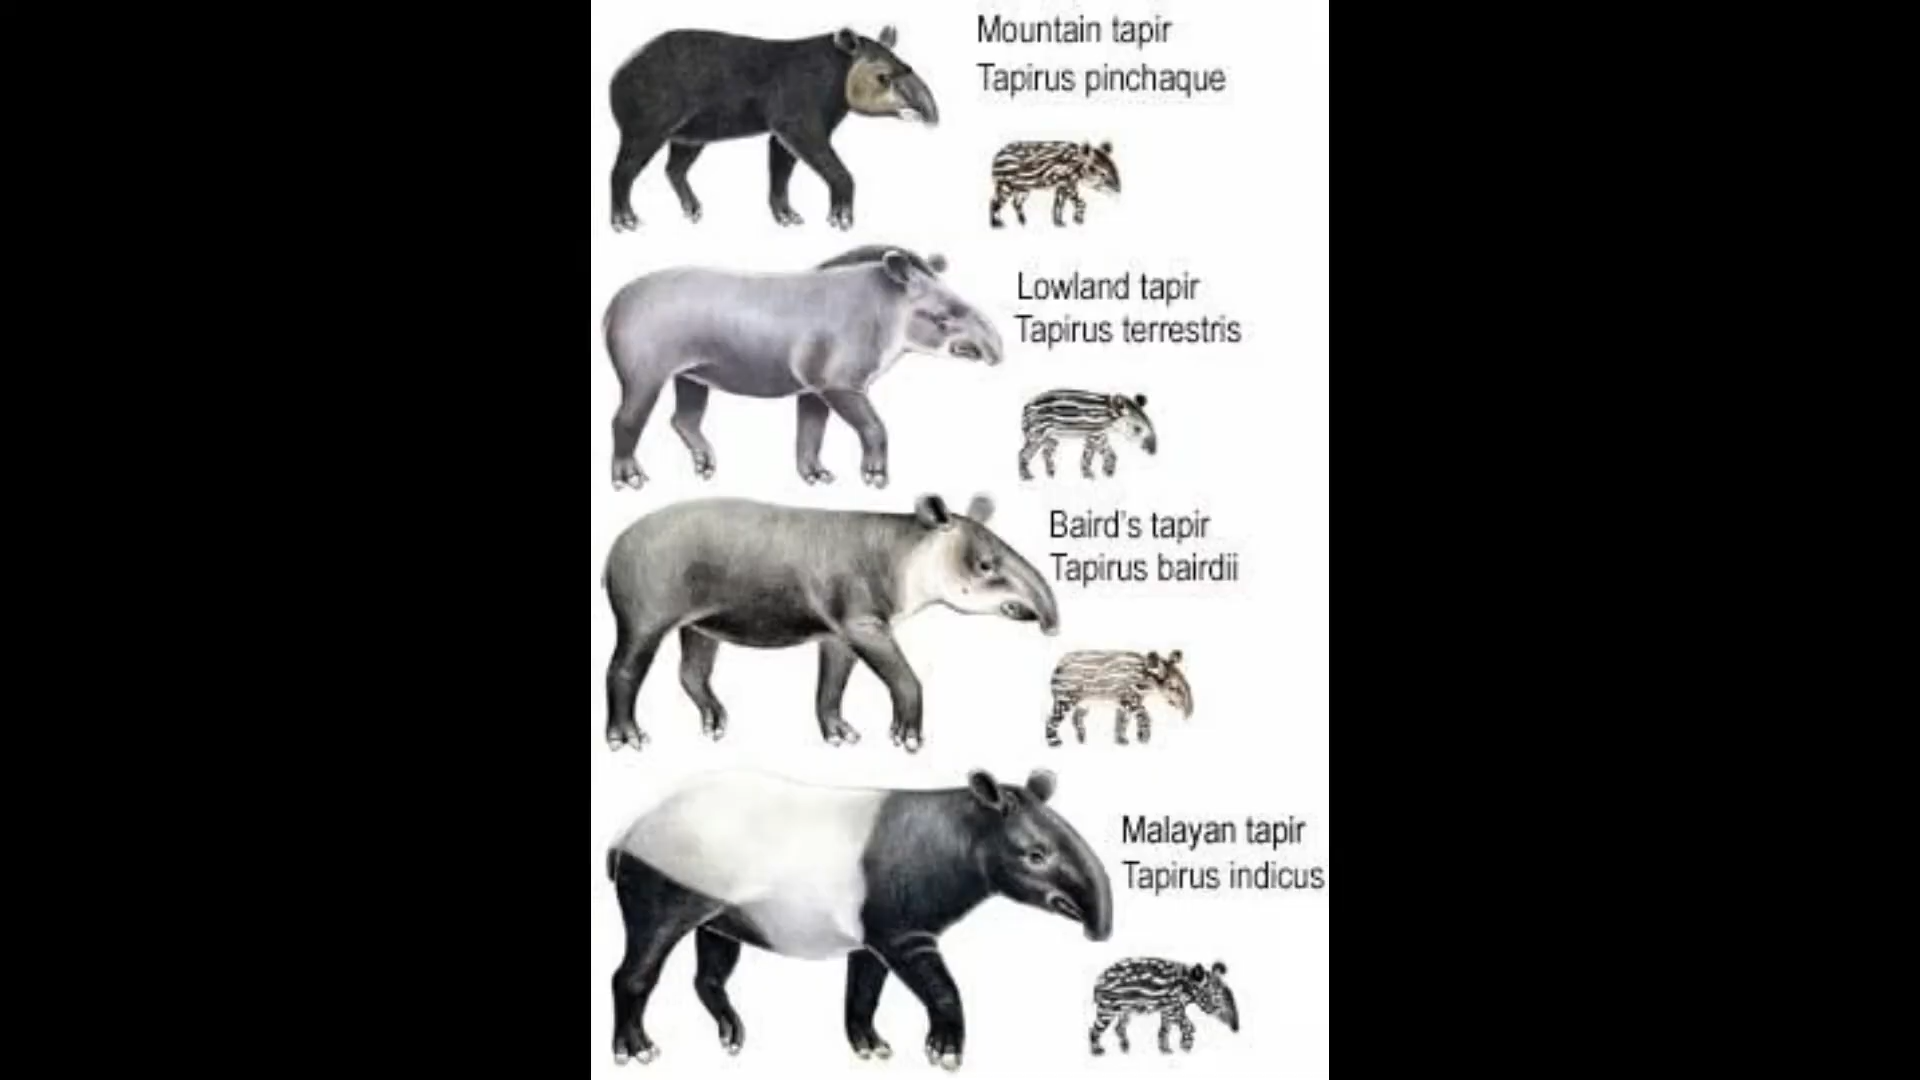 Mountain tapir
Tapirus pinchaque
Lowland tapir
Tapirus terrestris
Baird's tapir
Tapirus bairdii
Malayan tapir
Tapirus indicus